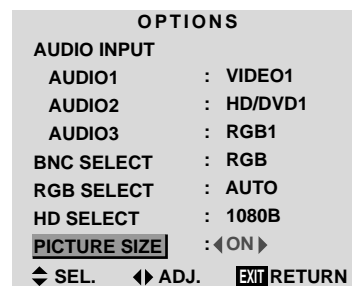 OPTIONS
AUDIO INPUT
AUDIO1 : VIDEO1
AUDIO2 : HD/DVD1
AUDIO3 : RGB1
BNC SELECT : RGB
RGB SELECT : AUTO
HD SELECT : 1080B
PICTURE SIZE : ◀ON▶
SEL. ADJ. EXIT RETURN